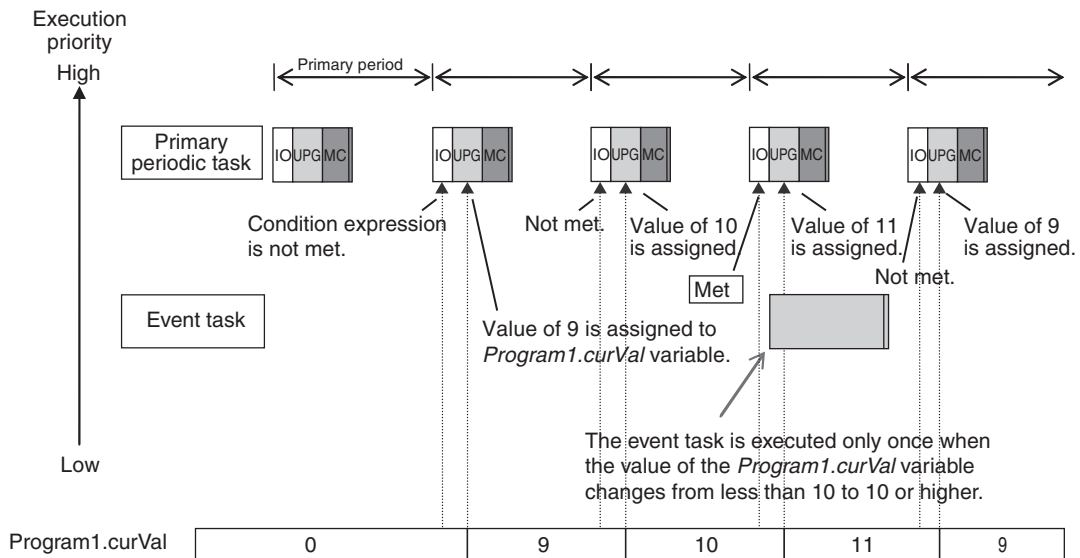 Execution
priority
High
Primary period
Primary
periodic task
IO UPG MC
IO UPG MC
IO UPG MC
IO UPG MC
IO UPG MC
Condition expression
is not met.
Not met.
Value of 10
is assigned.
Value of 11
is assigned.
Value of 9
is assigned.
Not met.
Met
Event task
Value of 9 is assigned to
Program1.curVal variable.
The event task is executed only once when
the value of the Program1.curVal variable
changes from less than 10 to 10 or higher.
Low
Program1.curVal
0
9
10
11
9